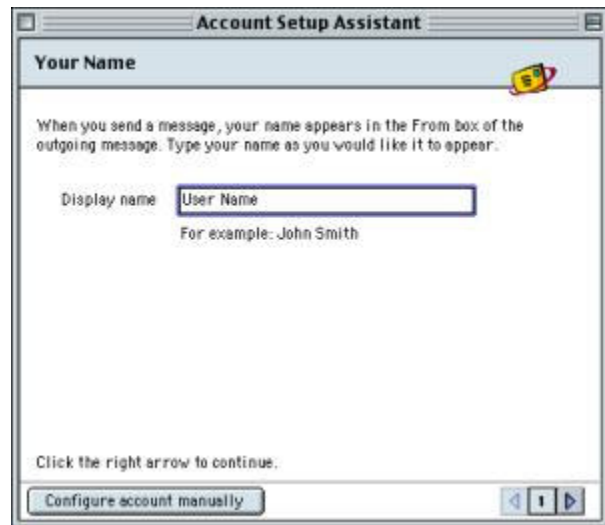 Account Setup Assistant
Your Name
When you send a message, your name appears in the From box of the
outgoing message. Type your name as you would like it to appear.
Display name User Name
For example: John Smith
Click the right arrow to continue.
Configure account manually 1